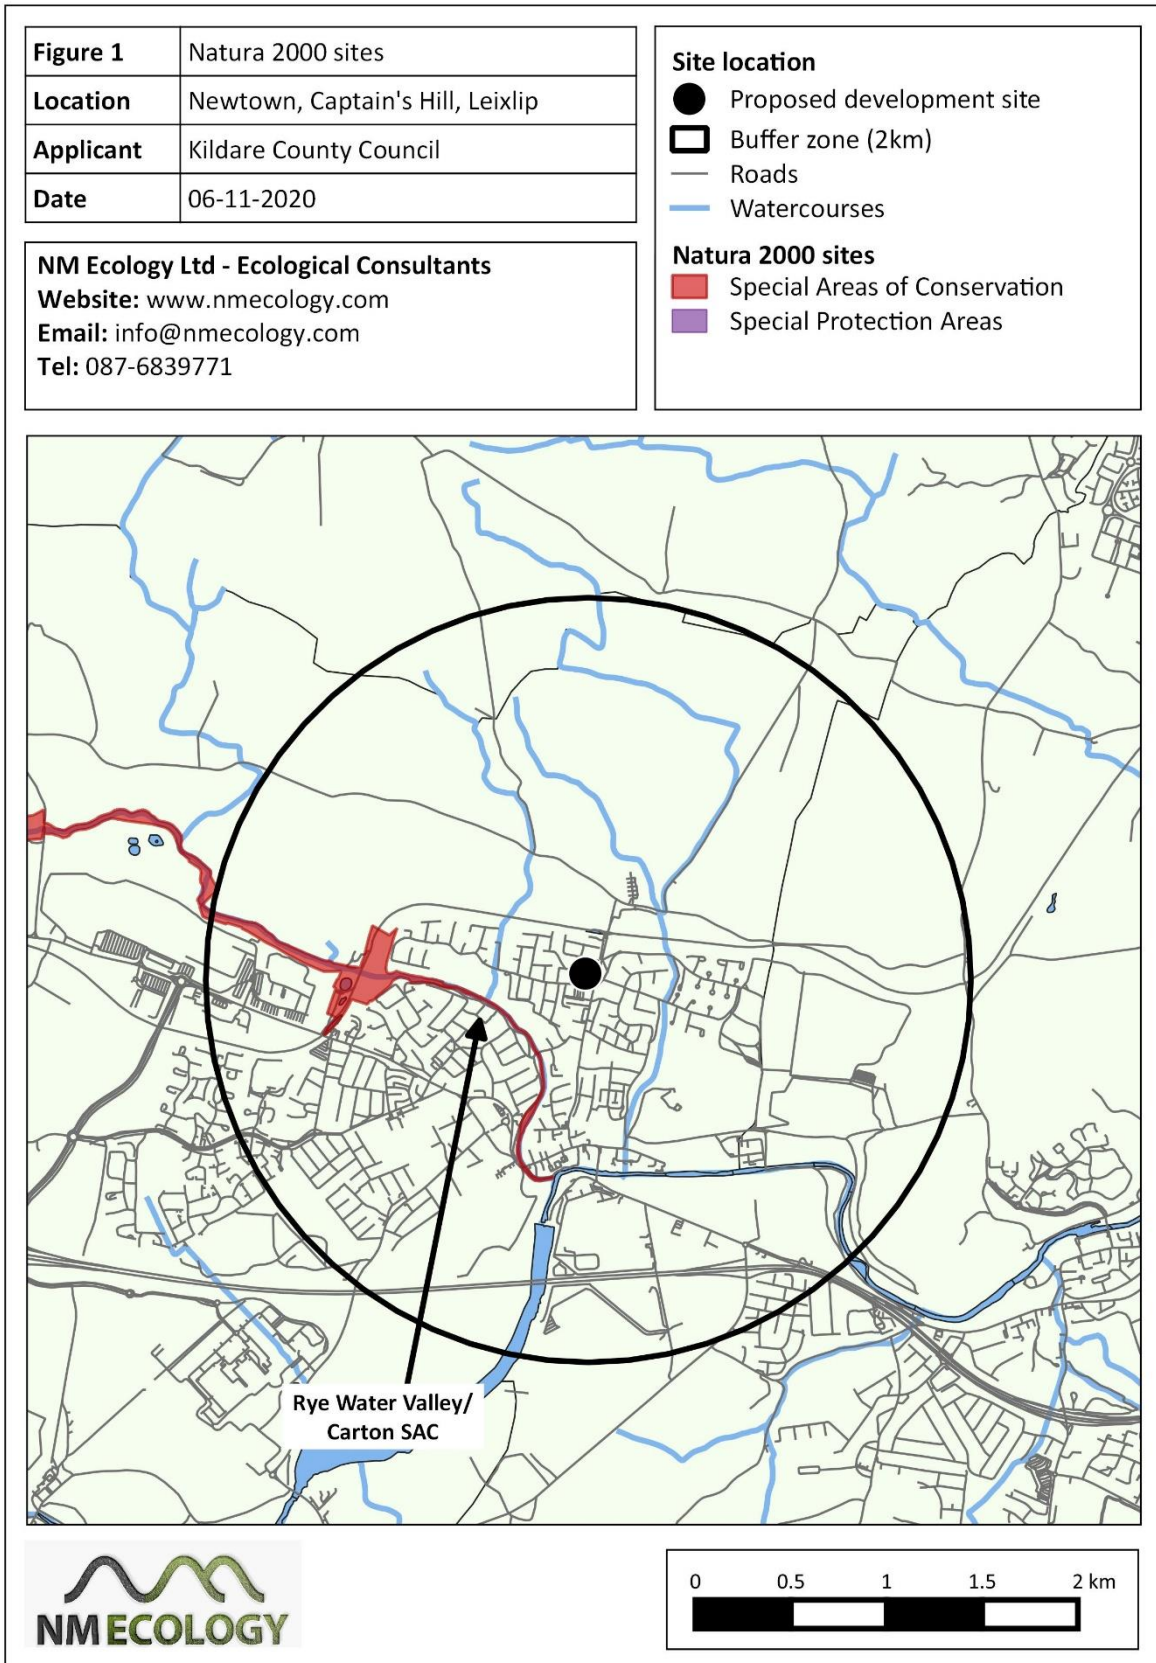 Figure 1 Natura 2000 sites
Location Newtown, Captain's Hill, Leixlip
Applicant Kildare County Council
Date 06-11-2020
NM Ecology Ltd - Ecological Consultants
Website: www.nmecology.com
Email: info@nmecology.com
Tel: 087-6839771
Site location
Proposed development site
Buffer zone (2km)
Roads
Watercourses
Natura 2000 sites
Special Areas of Conservation
Special Protection Areas
Rye Water Valley/
Carton SAC
NM ECOLOGY
0 0.5 1 1.5 2 km